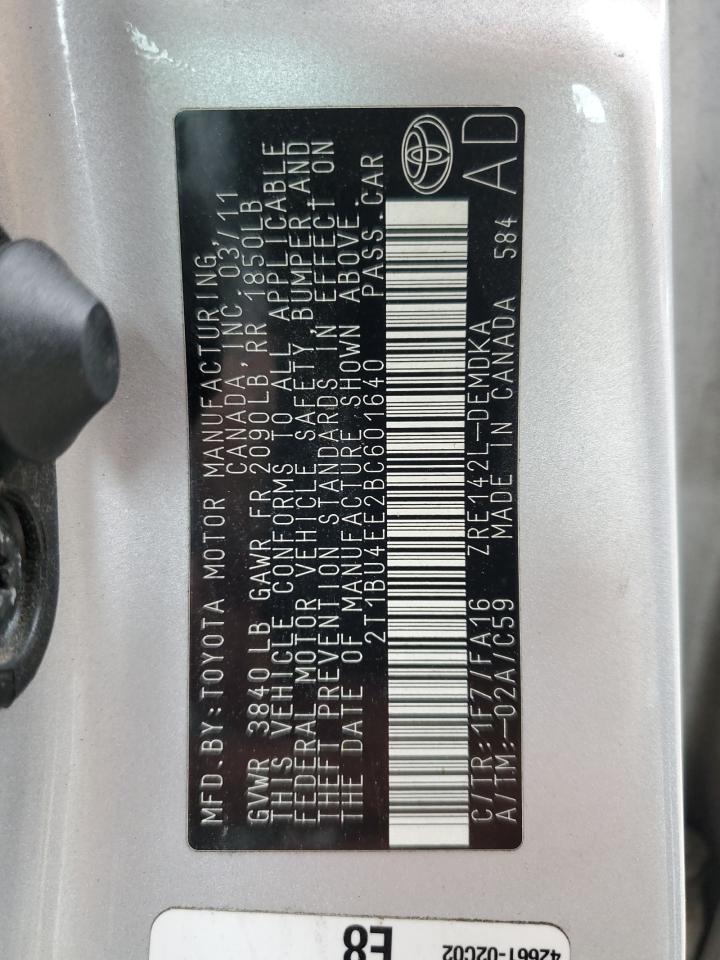 MFD.BY:TOYOTA MOTOR MANUFACTURING,
CANADA, INC. 03/11
GVWR 3840 LB GAWR FR 2090LB, RR 1850LB
THIS VEHICLE CONFORMS TO ALL APPLICABLE
FEDERAL MOTOR VEHICLE SAFETY, BUMPER, AND
THEFT PREVENTION STANDARDS IN EFFECT ON
THE DATE OF MANUFACTURE SHOWN ABOVE.
2T1BU4EE2BC601640 PASS.CAR
C/TR:1F7/FA16 ZRE142L-DEMDKA
A/TM:-02A/C59 MADE IN CANADA 584
AD
E8
42661-02C02